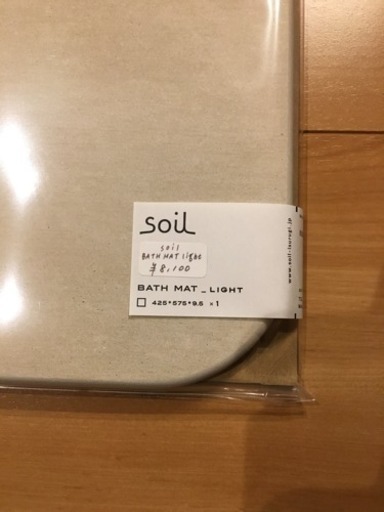 soil
soil
BATH MAT light
¥8,100
BATH MAT _ LIGHT
425*575*9.5 ×1
www.soil-isurugi.jp